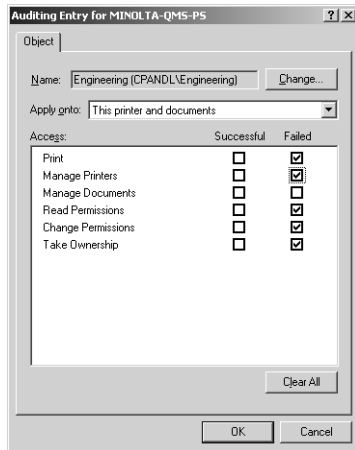 Auditing Entry for MINOLTA-QMS-PS
Object
Name: Engineering (CPANDL\Engineering) Change...
Apply onto: This printer and documents
Access: Successful Failed
Print
Manage Printers
Manage Documents
Read Permissions
Change Permissions
Take Ownership
Clear All
OK Cancel